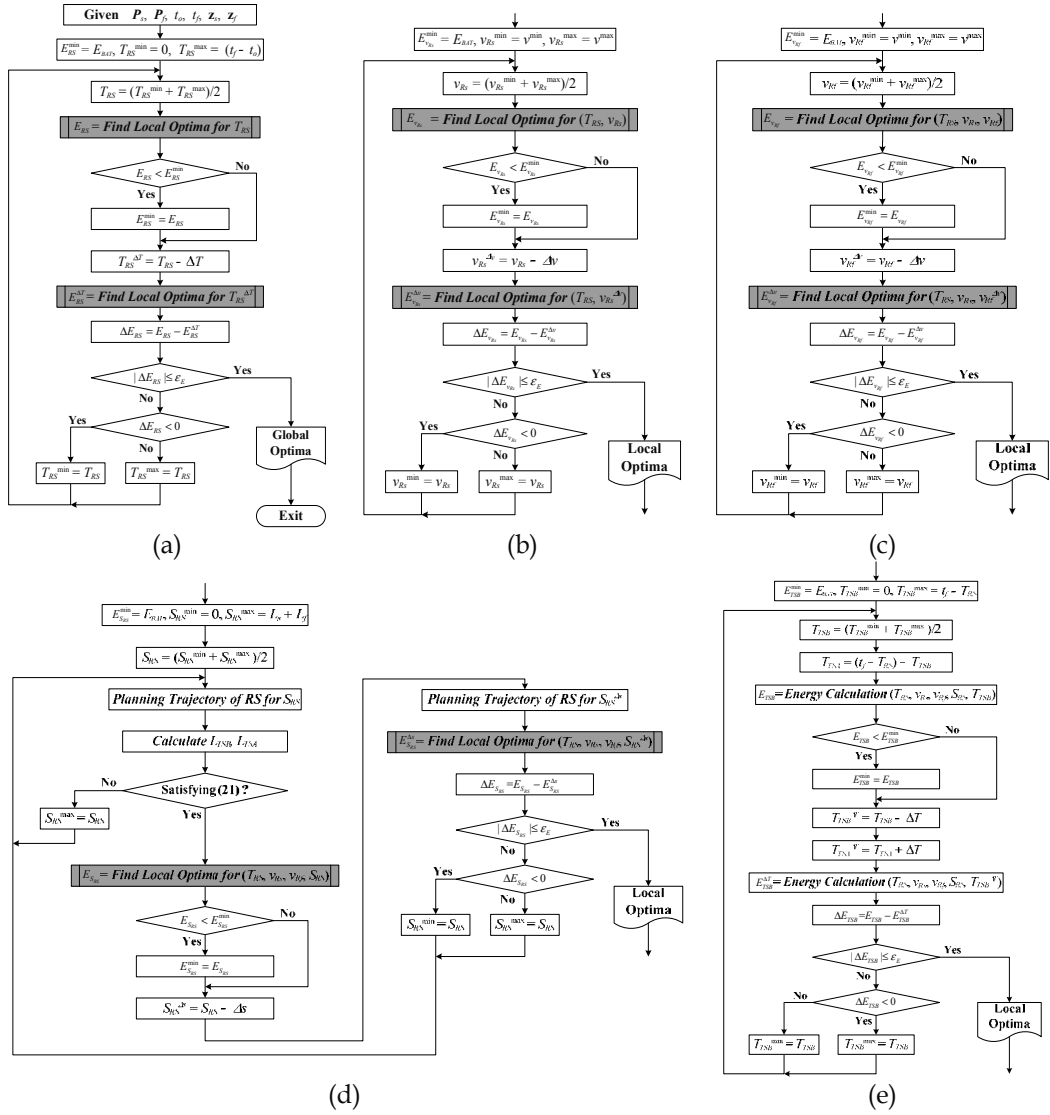 Given P_s, P_f, t_o, t_f, z_s, z_f
E_RS^min = E_BAT, T_RS^min = 0, T_RS^max = (t_f - t_o)
T_RS = (T_RS^min + T_RS^max)/2
E_RS = Find Local Optima for T_RS
E_RS < E_RS^min
No
Yes
E_RS^min = E_RS
T_RS^ΔT = T_RS - ΔT
E_RS^ΔT = Find Local Optima for T_RS^ΔT
ΔE_RS = E_RS - E_RS^ΔT
| ΔE_RS | ≤ ε_E
Yes
No
ΔE_RS < 0
Yes
No
T_RS^min = T_RS
T_RS^max = T_RS
Global
Optima
Exit
(a)
E_vRs^min = E_BAT, v_Rs^min = v^min, v_Rs^max = v^max
v_Rs = (v_Rs^min + v_Rs^max)/2
E_vRs = Find Local Optima for (T_RS, v_Rs)
E_vRs < E_vRs^min
No
Yes
E_vRs^min = E_vRs
v_Rs^Δv = v_Rs - Δv
E_vRs^Δv = Find Local Optima for (T_RS, v_Rs^Δv)
ΔE_vRs = E_vRs - E_vRs^Δv
| ΔE_vRs | ≤ ε_E
Yes
No
ΔE_vRs < 0
Yes
No
v_Rs^min = v_Rs
v_Rs^max = v_Rs
Local
Optima
(b)
E_vRf^min = E_BAT, v_Rf^min = v^min, v_Rf^max = v^max
v_Rf = (v_Rf^min + v_Rf^max)/2
E_vRf = Find Local Optima for (T_RS, v_Rs, v_Rf)
E_vRf < E_vRf^min
No
Yes
E_vRf^min = E_vRf
v_Rf^Δv = v_Rf - Δv
E_vRf^Δv = Find Local Optima for (T_RS, v_Rs, v_Rf^Δv)
ΔE_vRf = E_vRf - E_vRf^Δv
| ΔE_vRf | ≤ ε_E
Yes
No
ΔE_vRf < 0
Yes
No
v_Rf^min = v_Rf
v_Rf^max = v_Rf
Local
Optima
(c)
E_SRS^min = E_BAT, S_RS^min = 0, S_RS^max =
S_RS = (S_RS^min + S_RS^max)/2
Planning Trajectory of RS for S_RS
Calculate L_TSB, L_TSA
Satisfying (21) ?
No
Yes
S_RS^max = S_RS
E_SRS = Find Local Optima for (T_RS, v_Rs, v_Rf, S_RS)
E_SRS < E_SRS^min
No
Yes
E_SRS^min = E_SRS
S_RS^Δs = S_RS - Δs
Planning Trajectory of RS for S_RS^Δs
E_SRS^Δs = Find Local Optima for (T_RS, v_Rs, v_Rf, S_RS^Δs)
ΔE_SRS = E_SRS - E_SRS^Δs
| ΔE_SRS | ≤ ε_E
Yes
No
ΔE_SRS < 0
Yes
No
S_RS^min = S_RS
S_RS^max = S_RS
Local
Optima
(d)
E_TSB^min = E_BAT, T_TSB^min = 0, T_TSB^max = t_f - T_RS
T_TSB = (T_TSB^min + T_TSB^max)/2
T_TSA = (t_f - T_RS) - T_TSB
E_TSB = Energy Calculation (T_RS, v_Rs, v_Rf, S_RS, T_TSB)
E_TSB < E_TSB^min
No
Yes
E_TSB^min = E_TSB
T_TSB^∇ = T_TSB - ΔT
T_TSA^∇ = T_TSA + ΔT
E_TSB^ΔT = Energy Calculation (T_RS, v_Rs, v_Rf, S_RS, T_TSB^∇)
ΔE_TSB = E_TSB - E_TSB^ΔT
| ΔE_TSB | ≤ ε_E
Yes
No
ΔE_TSB < 0
No
Yes
T_TSB^min = T_TSB
T_TSB^max = T_TSB
Local
Optima
(e)